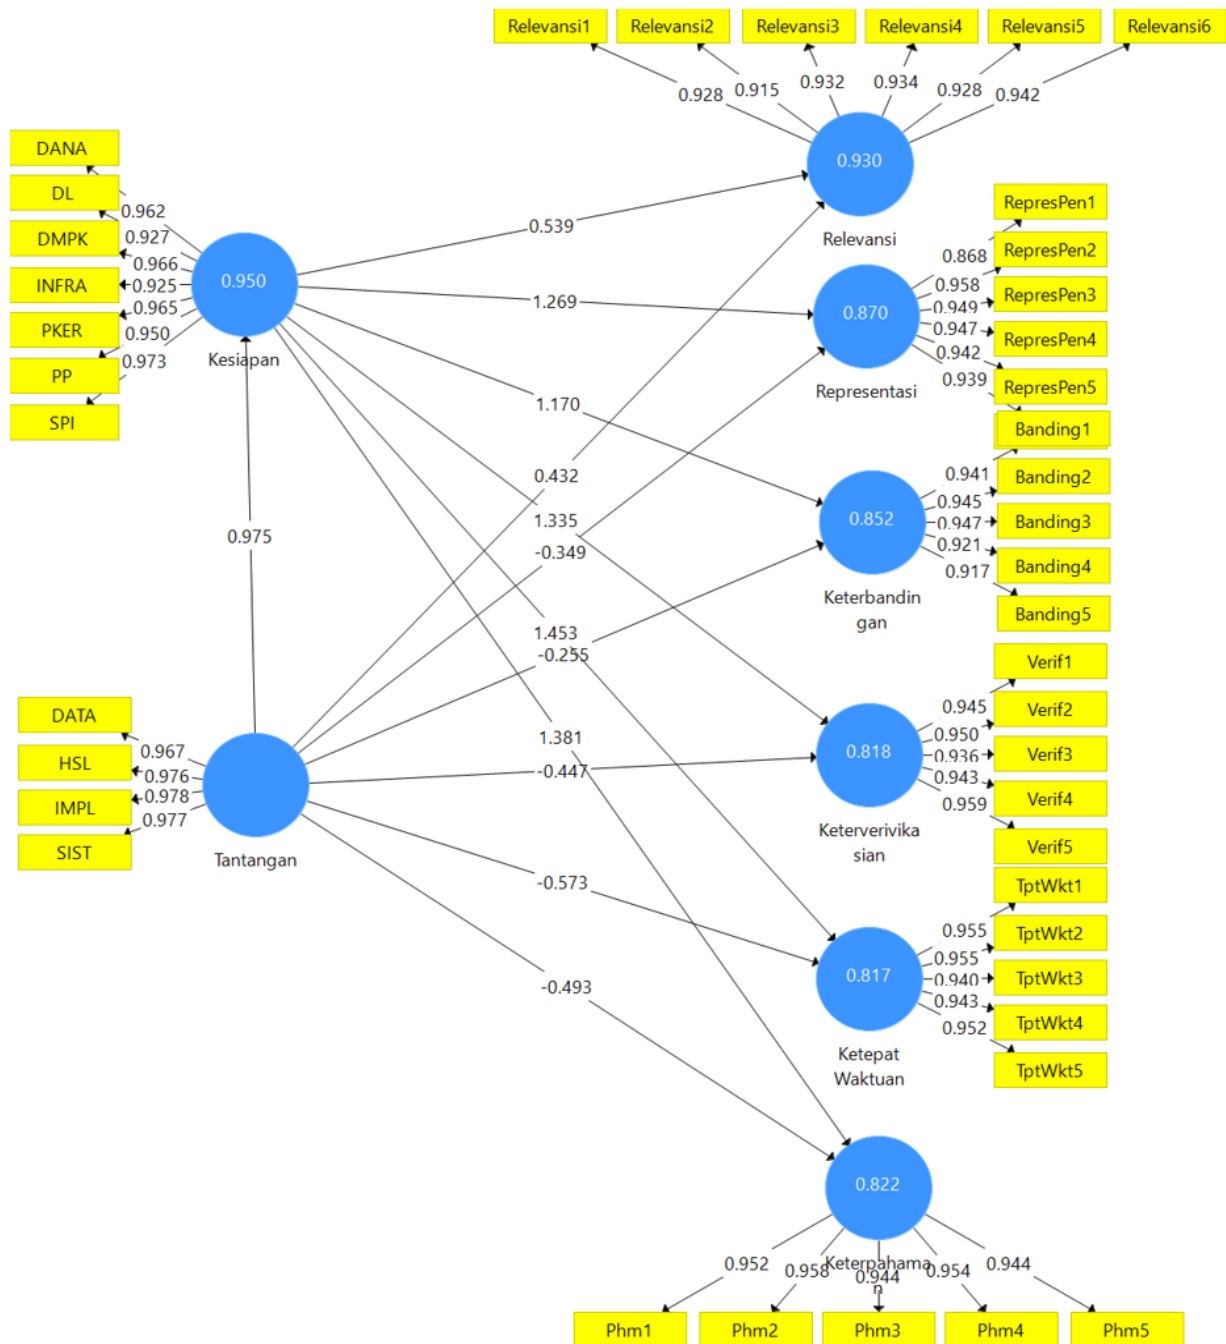 Relevansi1
Relevansi2
Relevansi3
Relevansi4
Relevansi5
Relevansi6
0.928
0.915
0.932
0.934
0.928
0.942
DANA
DL
DMPK
INFRA
PKER
PP
SPI
0.962
0.927
0.966
0.925
0.965
0.950
0.973
0.950
Kesiapan
0.930
Relevansi
0.539
1.269
0.870
Representasi
RepresPen1
RepresPen2
RepresPen3
RepresPen4
RepresPen5
0.868
0.958
0.949
0.947
0.942
0.939
1.170
0.432
1.335
-0.349
0.975
0.852
Keterbandin
gan
Banding1
Banding2
Banding3
Banding4
Banding5
0.941
0.945
0.947
0.921
0.917
1.453
-0.255
1.381
-0.447
DATA
HSL
IMPL
SIST
0.967
0.976
0.978
0.977
Tantangan
0.818
Keterverivika
sian
Verif1
Verif2
Verif3
Verif4
Verif5
0.945
0.950
0.936
0.943
0.959
-0.573
-0.493
0.817
Ketepat
Waktuan
TptWkt1
TptWkt2
TptWkt3
TptWkt4
TptWkt5
0.955
0.955
0.940
0.943
0.952
0.822
Keterpahama
n
0.952
0.958
0.944
0.954
0.944
Phm1
Phm2
Phm3
Phm4
Phm5